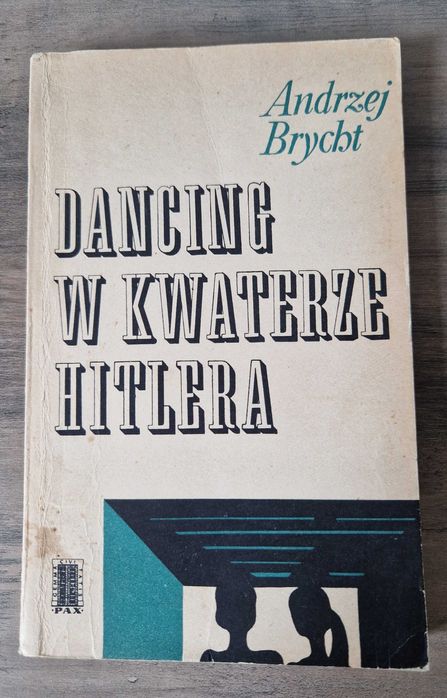 Andrzej
Brycht
DANCING
W KWATERZE
HITLERA
PAX